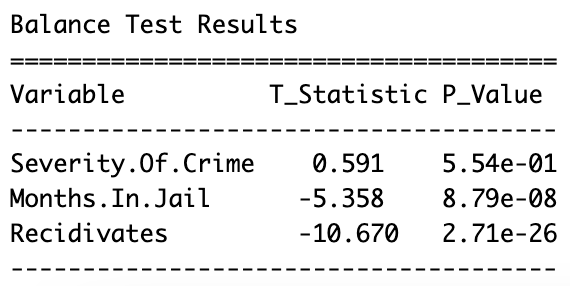 Balance Test Results
======================================
Variable          T_Statistic P_Value
--------------------------------------
Severity.Of.Crime    0.591    5.54e-01
Months.In.Jail      -5.358    8.79e-08
Recidivates         -10.670   2.71e-26
--------------------------------------